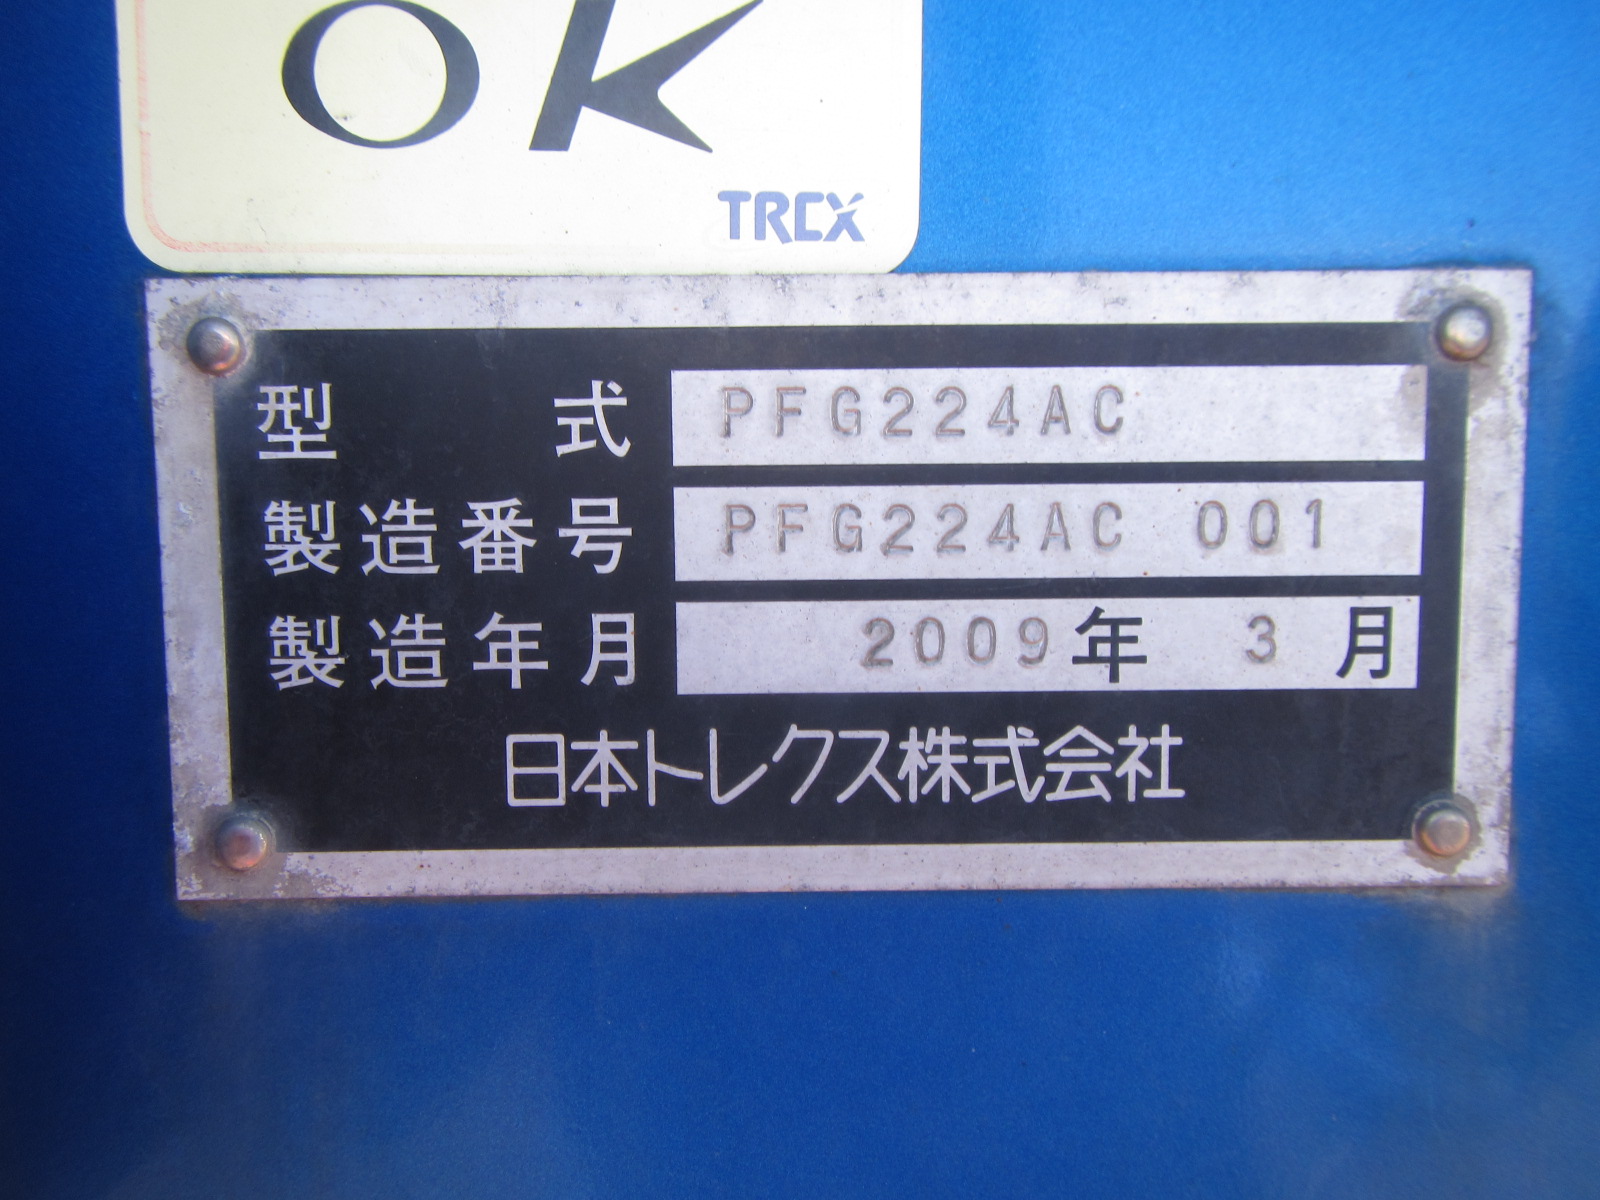 OK
TREX
型式 PFG224AC
製造番号 PFG224AC 001
製造年月 2009年 3月
日本トレクス株式会社